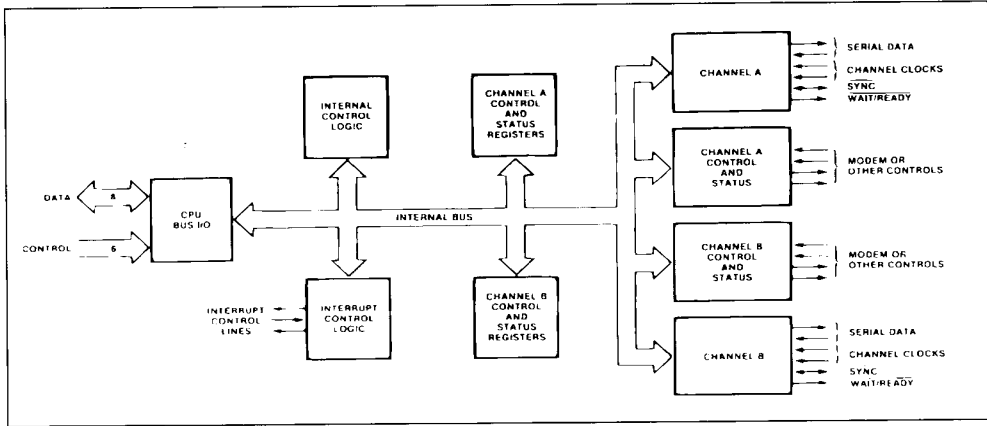 INTERNAL
CONTROL
LOGIC
CHANNEL A
CONTROL
AND
STATUS
REGISTERS
CHANNEL A
SERIAL DATA
CHANNEL CLOCKS
SYNC
WAIT/READY
CHANNEL A
CONTROL
AND
STATUS
MODEM OR
OTHER CONTROLS
DATA
8
CPU
BUS I/O
INTERNAL BUS
CONTROL
6
CHANNEL B
CONTROL
AND
STATUS
MODEM OR
OTHER CONTROLS
INTERRUPT
CONTROL
LINES
INTERRUPT
CONTROL
LOGIC
CHANNEL B
CONTROL
AND
STATUS
REGISTERS
CHANNEL B
SERIAL DATA
CHANNEL CLOCKS
SYNC
WAIT/READY